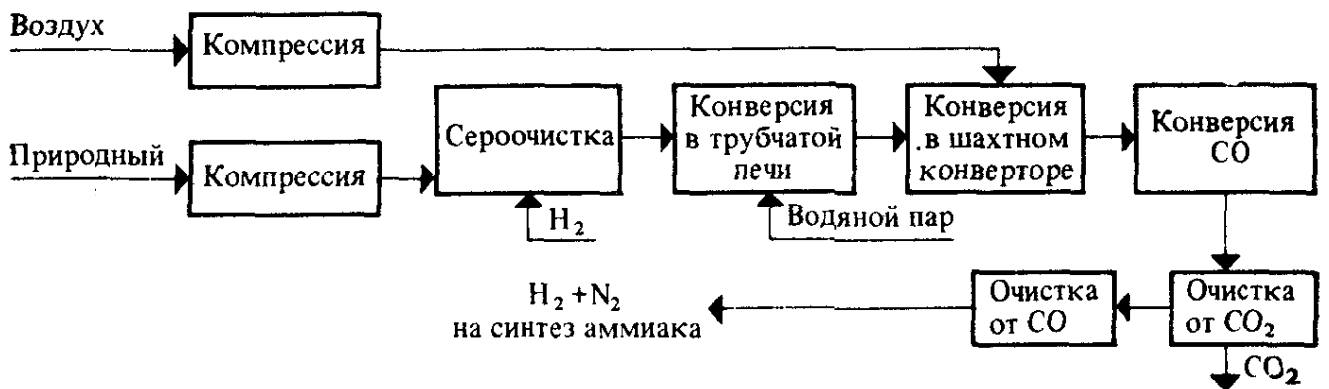 Воздух
Компрессия
Природный
Компрессия
Сероочистка
H₂
Конверсия
в трубчатой
печи
Водяной пар
Конверсия
в шахтном
конверторе
Конверсия
CO
Очистка
от CO₂
CO₂
Очистка
от CO
H₂ + N₂
на синтез аммиака